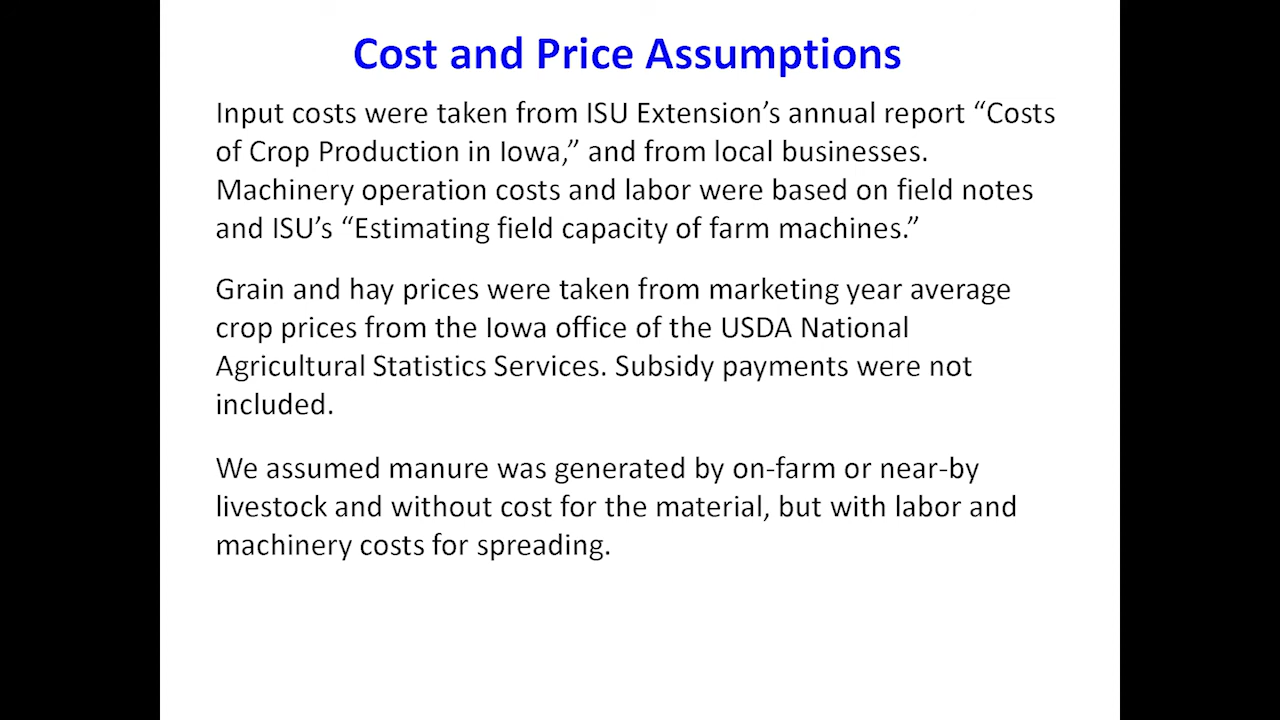 Cost and Price Assumptions
Input costs were taken from ISU Extension’s annual report “Costs
of Crop Production in Iowa,” and from local businesses.
Machinery operation costs and labor were based on field notes
and ISU’s “Estimating field capacity of farm machines.”
Grain and hay prices were taken from marketing year average
crop prices from the Iowa office of the USDA National
Agricultural Statistics Services. Subsidy payments were not
included.
We assumed manure was generated by on-farm or near-by
livestock and without cost for the material, but with labor and
machinery costs for spreading.